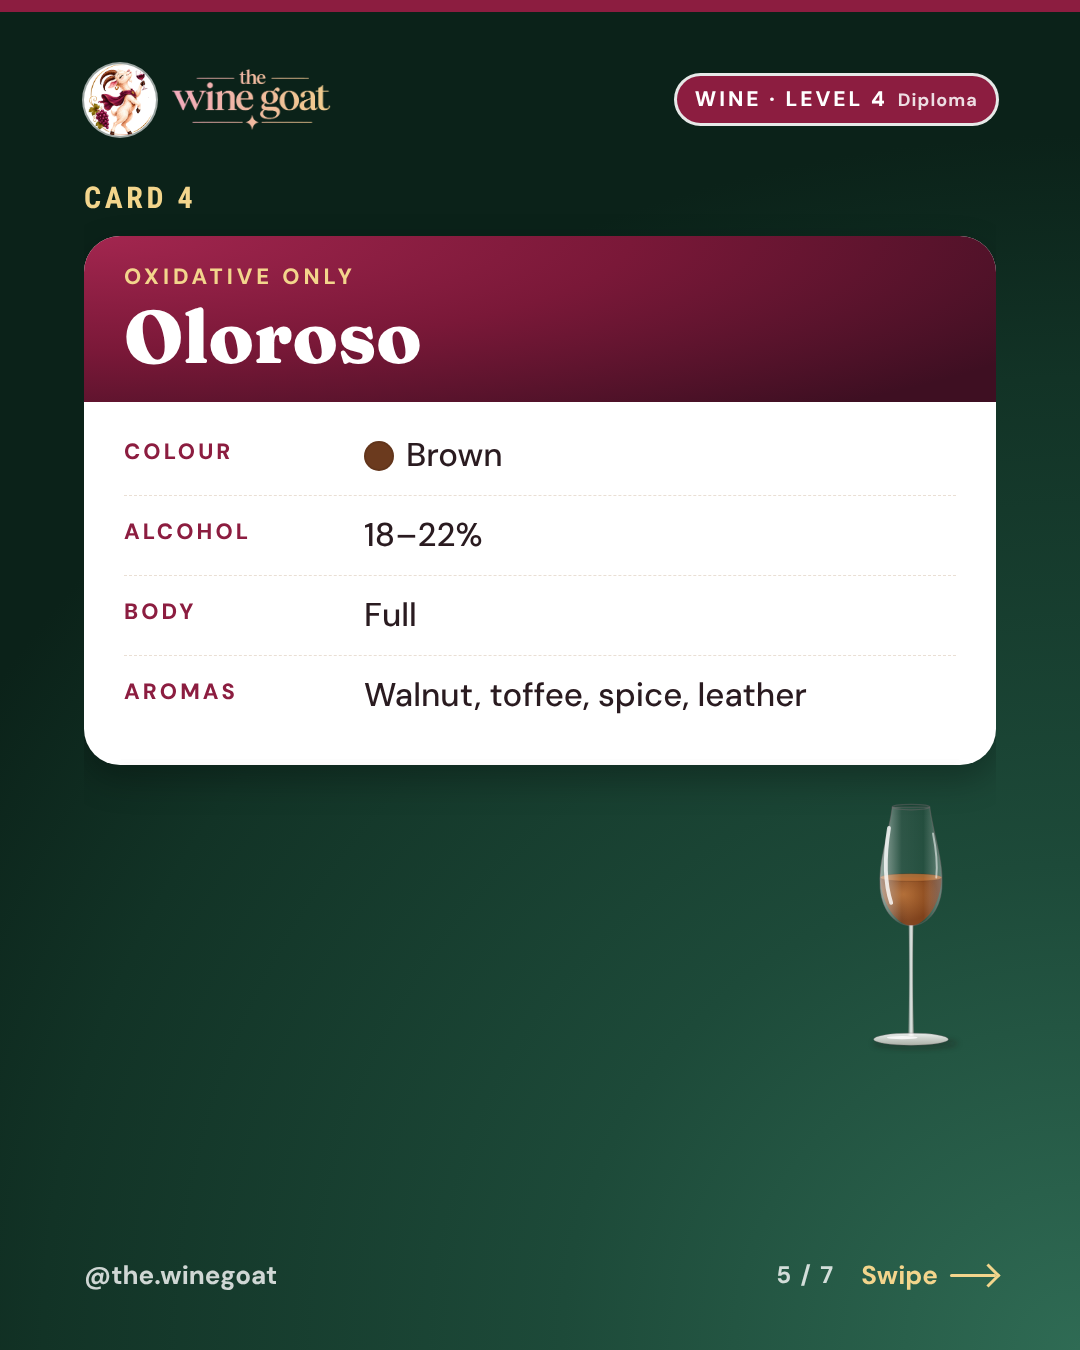 the
wine goat
WINE · LEVEL 4 Diploma
CARD 4
OXIDATIVE ONLY
Oloroso
COLOUR Brown
ALCOHOL 18–22%
BODY Full
AROMAS Walnut, toffee, spice, leather
@the.winegoat
5 / 7 Swipe